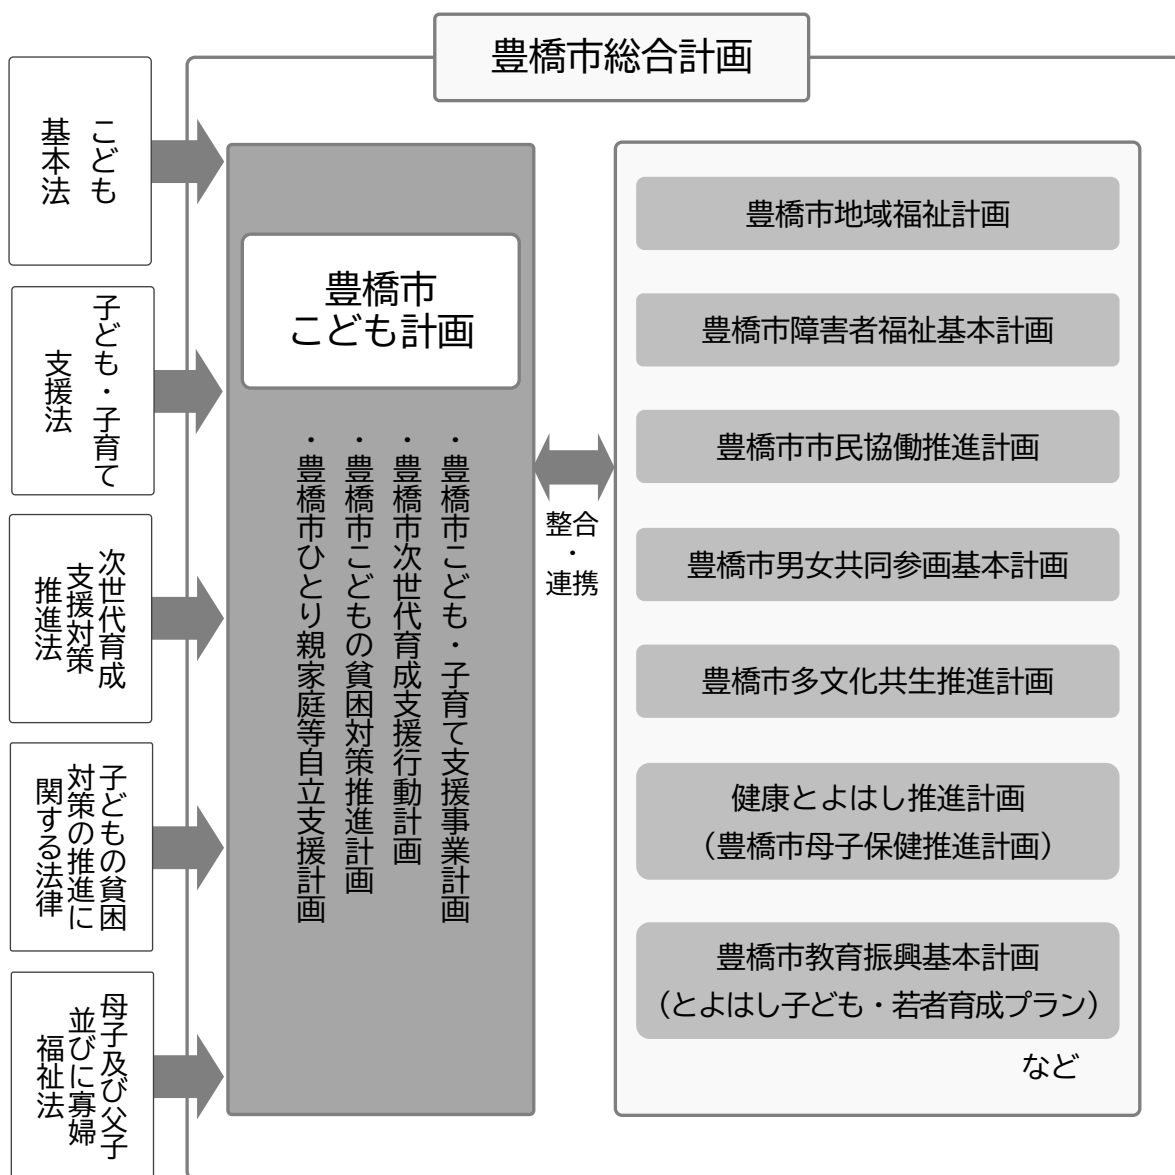 豊橋市総合計画
こども
基本法
子ども・子育て
支援法
次世代育成
支援対策
推進法
子どもの貧困
対策の推進に
関する法律
母子及び父子
並びに寡婦
福祉法
豊橋市
こども計画
・豊橋市こども・子育て支援事業計画
・豊橋市次世代育成支援行動計画
・豊橋市こどもの貧困対策推進計画
・豊橋市ひとり親家庭等自立支援計画
整合
・
連携
豊橋市地域福祉計画
豊橋市障害者福祉基本計画
豊橋市市民協働推進計画
豊橋市男女共同参画基本計画
豊橋市多文化共生推進計画
健康とよはし推進計画
（豊橋市母子保健推進計画）
豊橋市教育振興基本計画
（とよはし子ども・若者育成プラン）
など